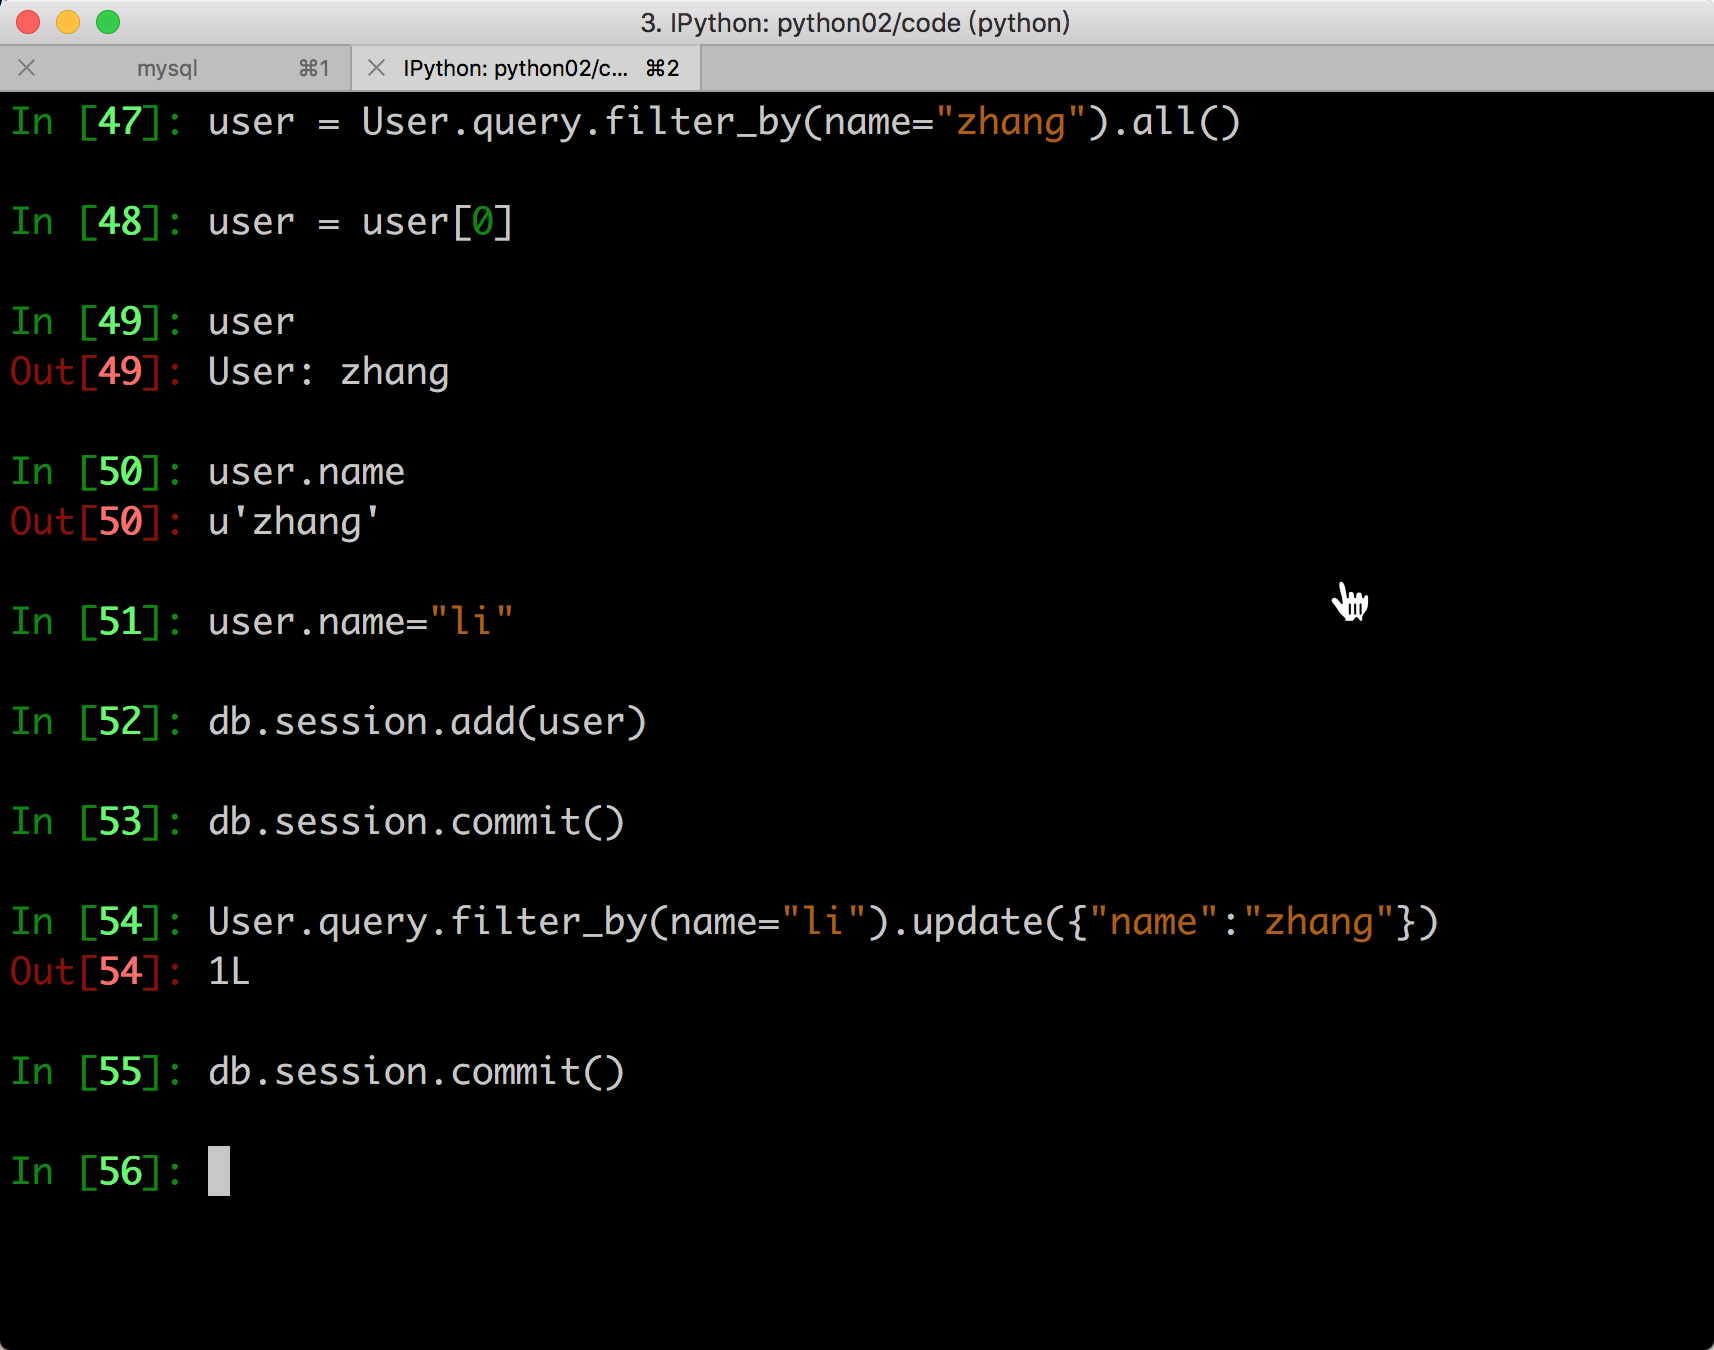 3. IPython: python02/code (python)
mysql ⌘1 IPython: python02/c... ⌘2
In [47]: user = User.query.filter_by(name="zhang").all()
In [48]: user = user[0]
In [49]: user
Out[49]: User: zhang
In [50]: user.name
Out[50]: u'zhang'
In [51]: user.name="li"
In [52]: db.session.add(user)
In [53]: db.session.commit()
In [54]: User.query.filter_by(name="li").update({"name":"zhang"})
Out[54]: 1L
In [55]: db.session.commit()
In [56]: